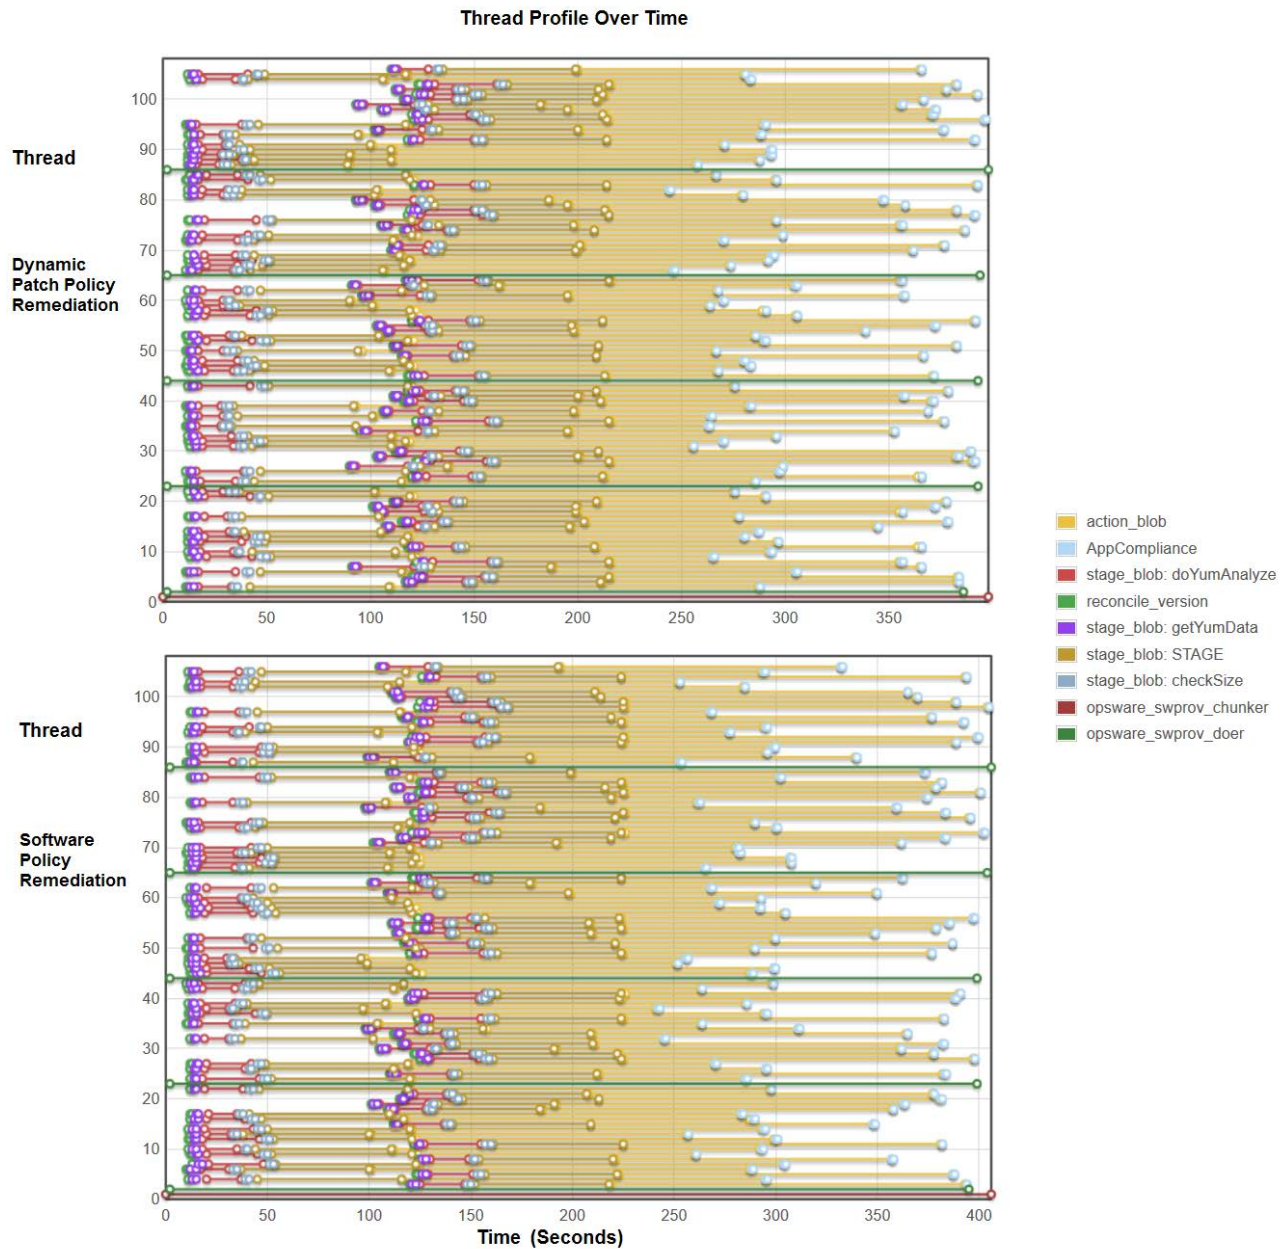 Thread Profile Over Time
100
Thread
90
80
70
Dynamic
Patch Policy
Remediation
60
50
40
30
20
10
0
0 50 100 150 200 250 300 350
action_blob
AppCompliance
stage_blob: doYumAnalyze
reconcile_version
stage_blob: getYumData
stage_blob: STAGE
stage_blob: checkSize
opsware_swprov_chunker
opsware_swprov_doer
100
Thread
90
80
70
Software
Policy
Remediation
60
50
40
30
20
10
0
0 50 100 150 200 250 300 350 400
Time (Seconds)